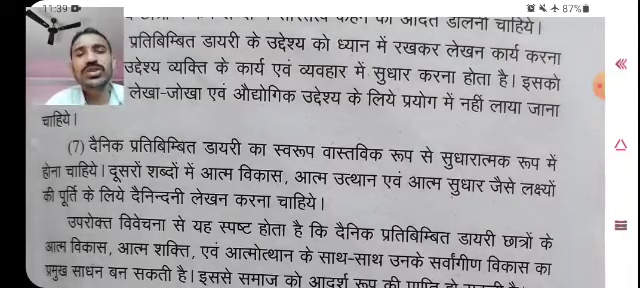 11:39
87%
कहने की आदत डालनी चाहिये।
प्रतिबिम्बित डायरी के उद्देश्य को ध्यान में रखकर लेखन कार्य करना
उद्देश्य व्यक्ति के कार्य एवं व्यवहार में सुधार करना होता है। इसको
लेखा-जोखा एवं औद्योगिक उद्देश्य के लिये प्रयोग में नहीं लाया जाना
चाहिये।
(7) दैनिक प्रतिबिम्बित डायरी का स्वरूप वास्तविक रूप से सुधारात्मक रूप में
होना चाहिये। दूसरों शब्दों में आत्म विकास, आत्म उत्थान एवं आत्म सुधार जैसे लक्ष्यों
की पूर्ति के लिये दैनिन्दनी लेखन करना चाहिये।
उपरोक्त विवेचना से यह स्पष्ट होता है कि दैनिक प्रतिबिम्बित डायरी छात्रों के
आत्म विकास, आत्म शक्ति, एवं आत्मोत्थान के साथ-साथ उनके सर्वांगीण विकास का
प्रमुख साधन बन सकती है। इससे समाज को आदर्श रूप की प्राप्ति हो